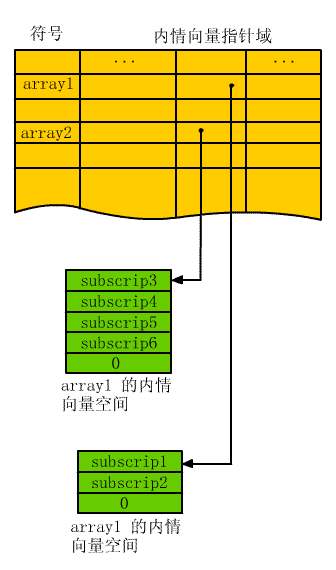 符号 内情向量指针域
... ...
array1
array2
subscrip3
subscrip4
subscrip5
subscrip6
0
array1 的内情
向量空间
subscrip1
subscrip2
0
array1 的内情
向量空间